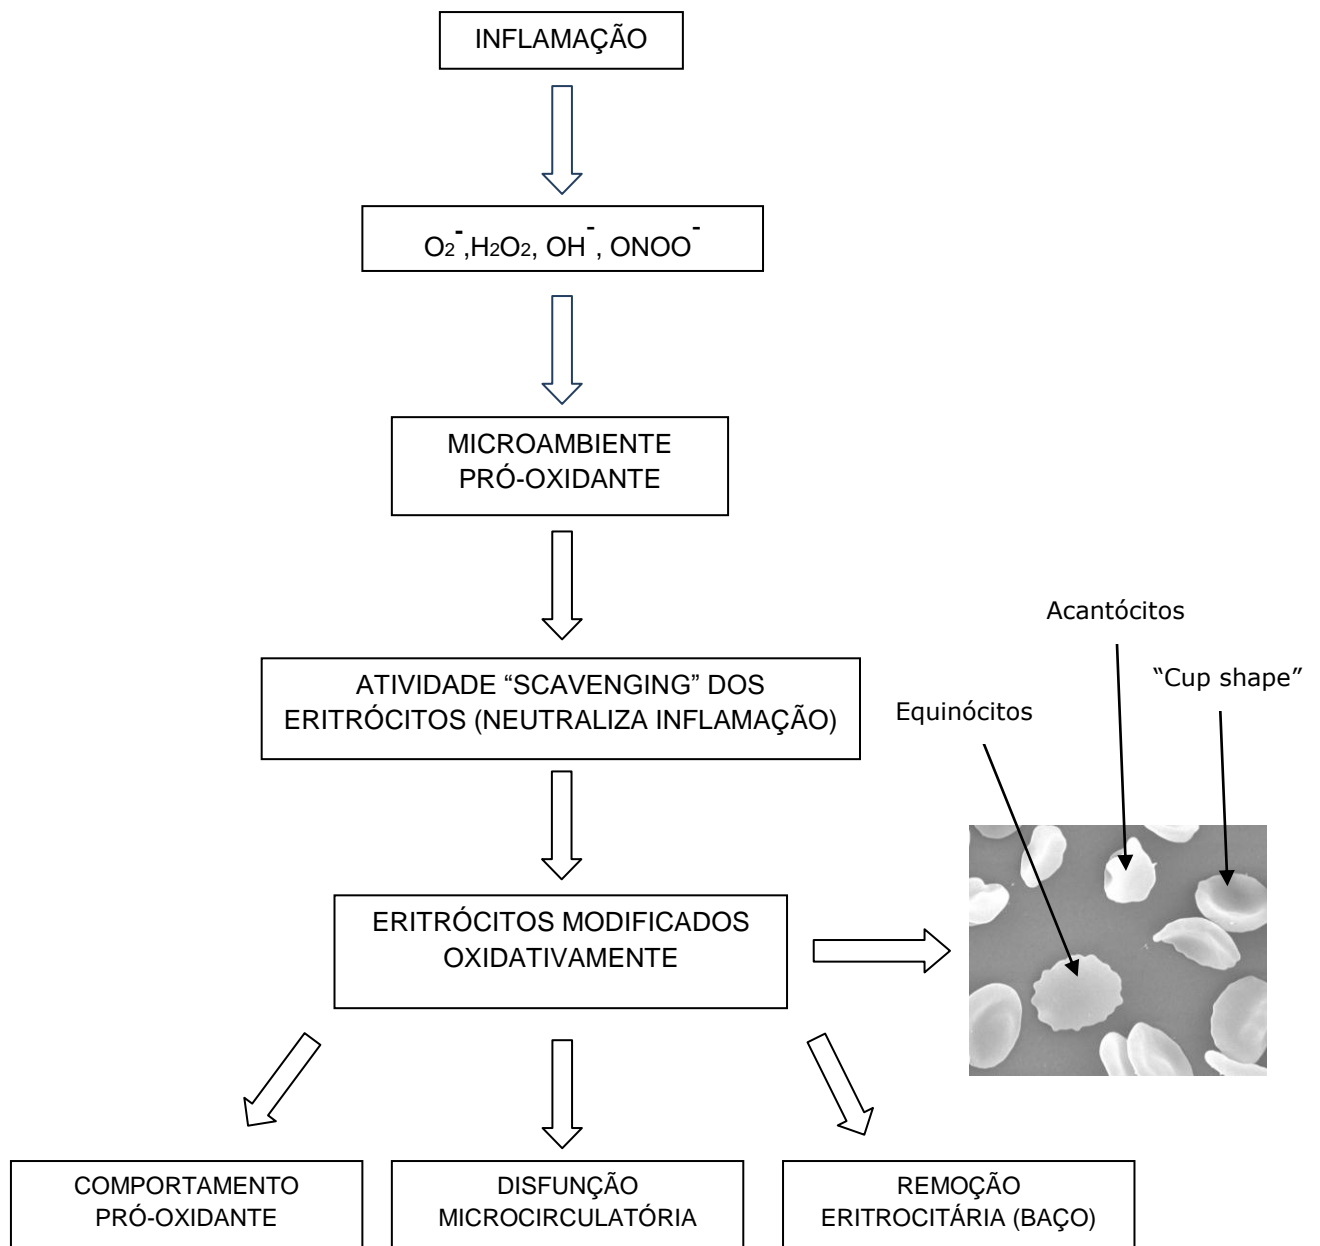 INFLAMAÇÃO
O₂⁻,H₂O₂, OH⁻, ONOO⁻
MICROAMBIENTE
PRÓ-OXIDANTE
ATIVIDADE “SCAVENGING” DOS
ERITRÓCITOS (NEUTRALIZA INFLAMAÇÃO)
Acantócitos
“Cup shape”
Equinócitos
ERITRÓCITOS MODIFICADOS
OXIDATIVAMENTE
COMPORTAMENTO
PRÓ-OXIDANTE
DISFUNÇÃO
MICROCIRCULATÓRIA
REMOÇÃO
ERITROCITÁRIA (BAÇO)